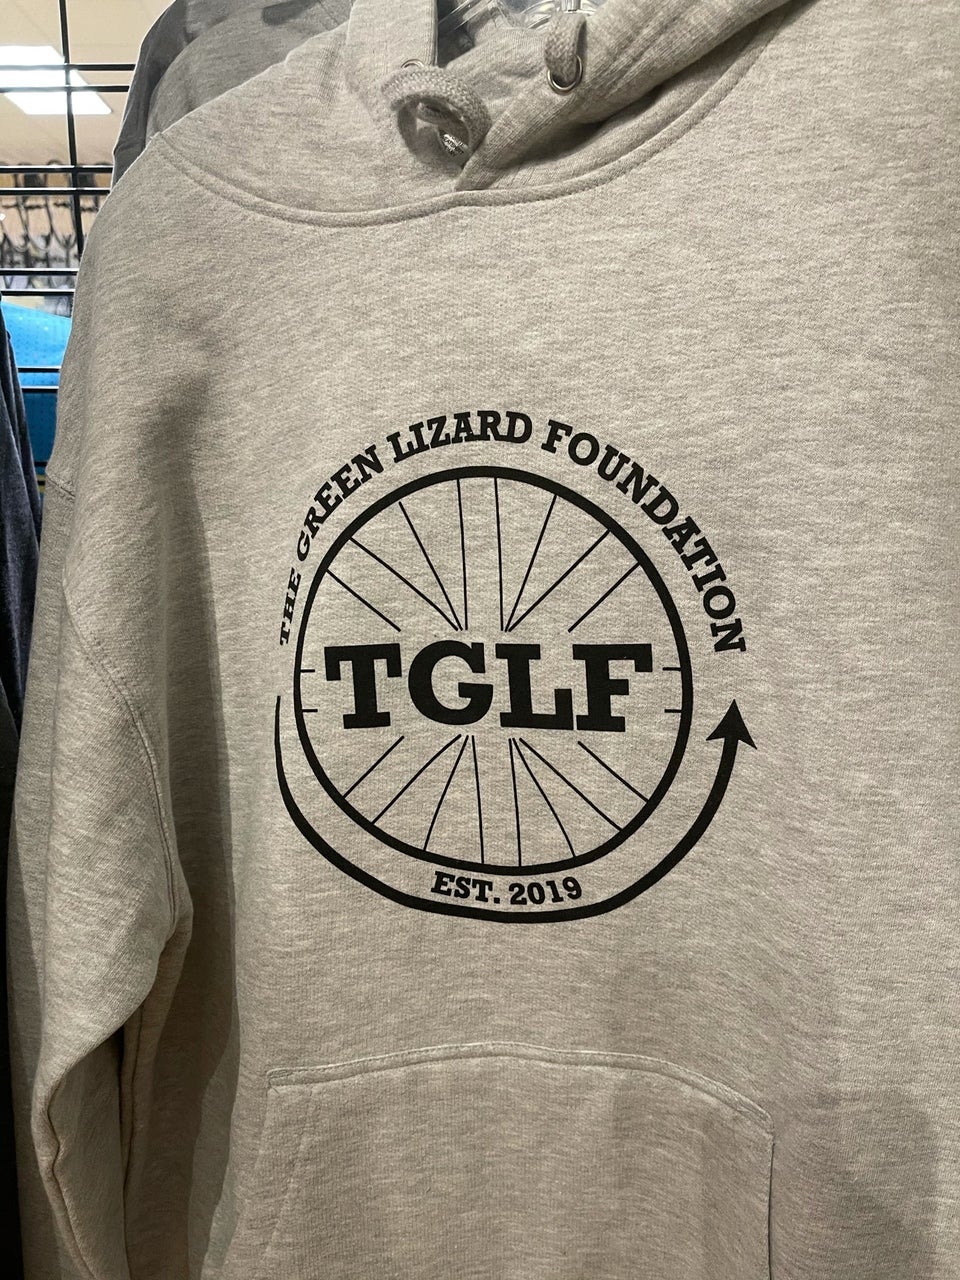 THE GREEN LIZARD FOUNDATION
TGLF
EST. 2019